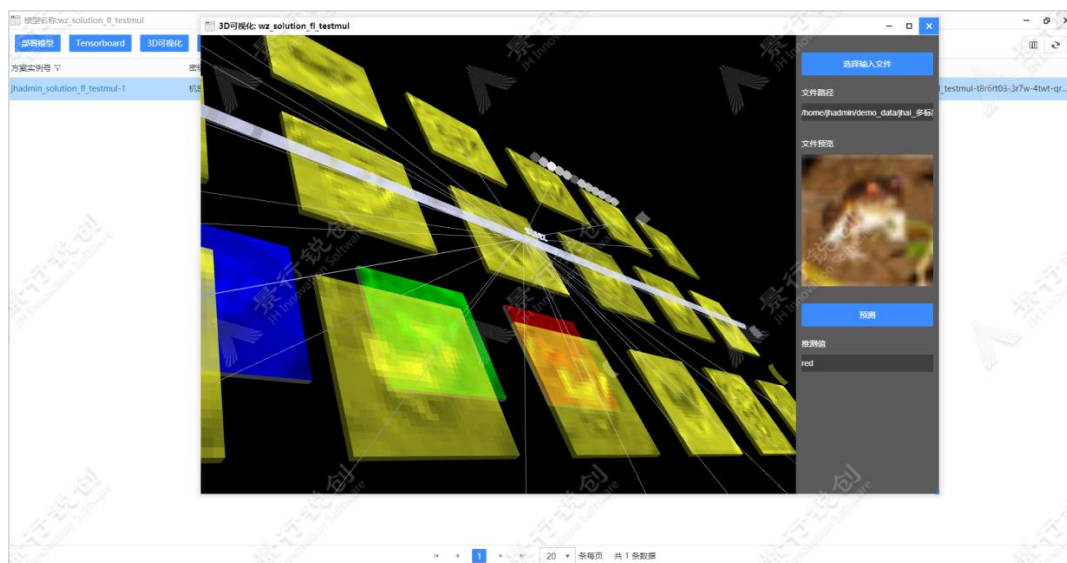 模型名称:wz_solution_fl_testmul
部署模型
Tensorboard
3D可视化
方案实例号
jhadmin_solution_fl_testmul-1
3D可视化: wz_solution_fl_testmul
选择输入文件
文件路径
/home/jhadmin/demo_data/jhai_多标
文件预览
预测
推测值
red
1
20
条每页
共 1 条数据
景行锐创
JH Innovation Software